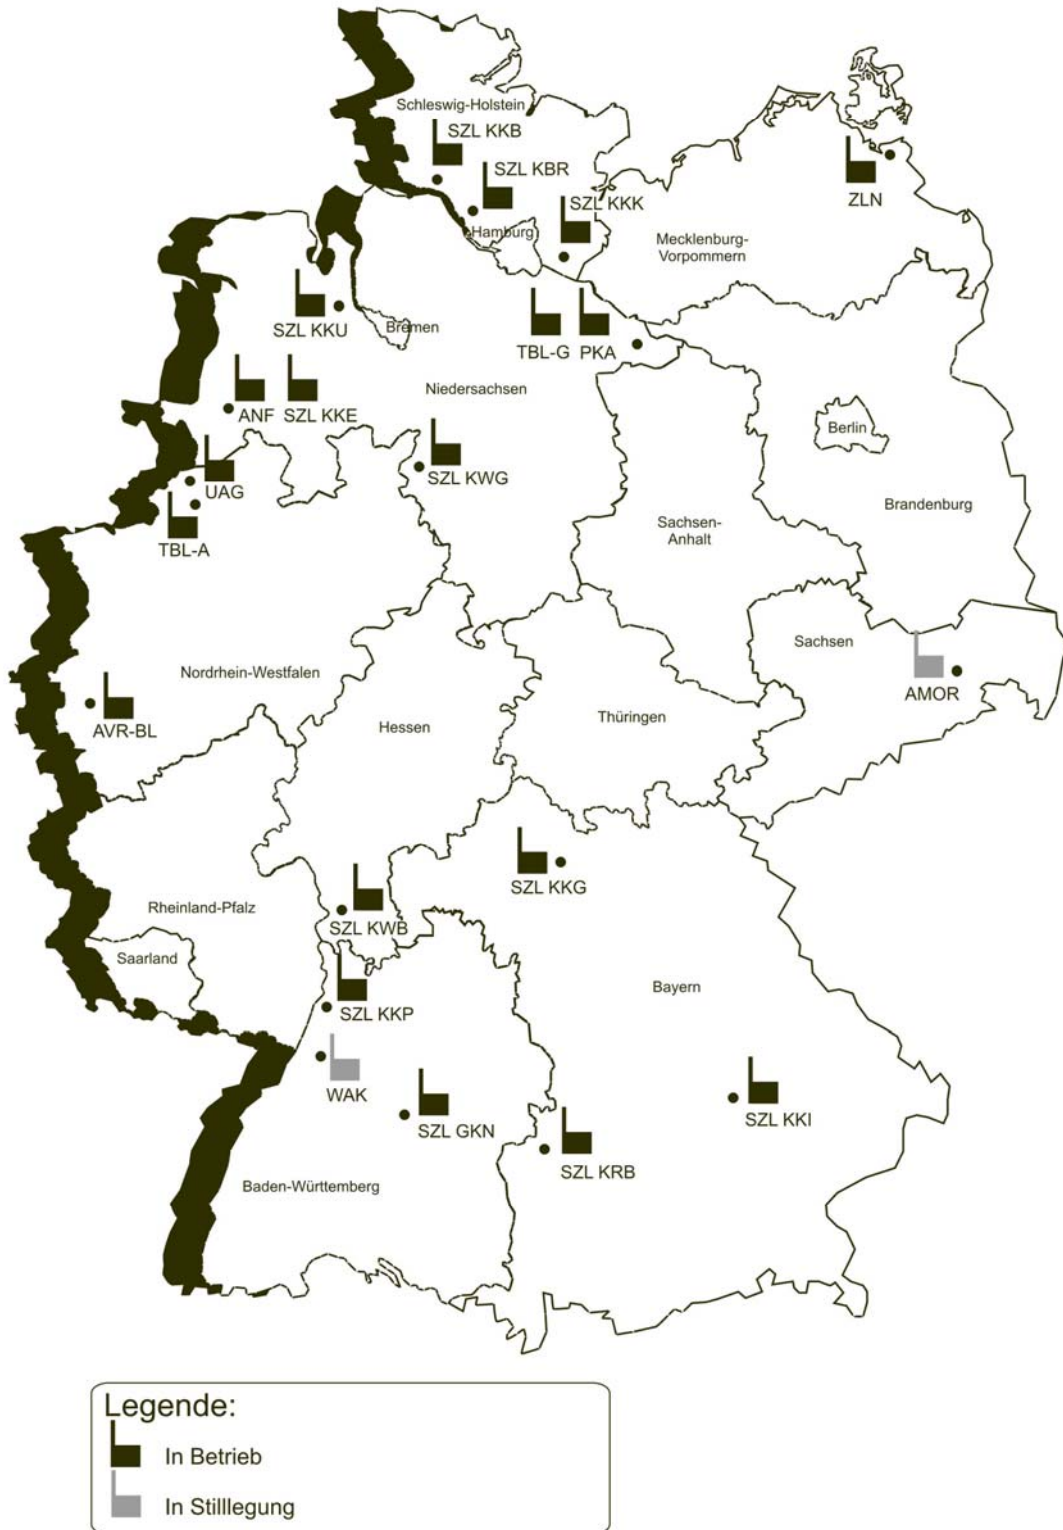 Schleswig-Holstein
SZL KKB
SZL KBR
SZL KKK
Hamburg
ZLN
Mecklenburg-
Vorpommern
SZL KKU
Bremen
TBL-G
PKA
ANF
SZL KKE
Niedersachsen
Berlin
UAG
SZL KWG
TBL-A
Brandenburg
Sachsen-
Anhalt
Sachsen
Nordrhein-Westfalen
AMOR
AVR-BL
Hessen
Thüringen
SZL KKG
Rheinland-Pfalz
SZL KWB
Saarland
Bayern
SZL KKP
WAK
SZL GKN
SZL KKI
SZL KRB
Baden-Württemberg
Legende:
In Betrieb
In Stilllegung